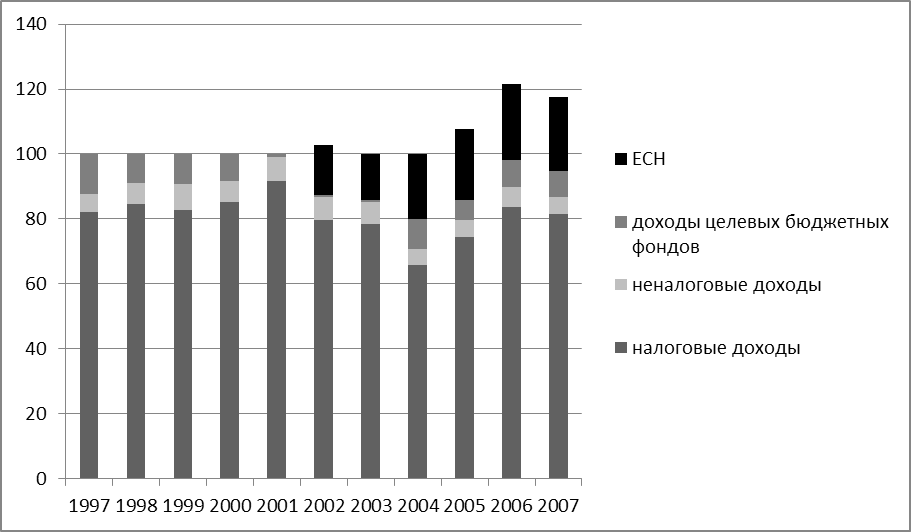 140
120
100
80
60
40
20
0
1997 1998 1999 2000 2001 2002 2003 2004 2005 2006 2007
ЕСН
доходы целевых бюджетных
фондов
неналоговые доходы
налоговые доходы